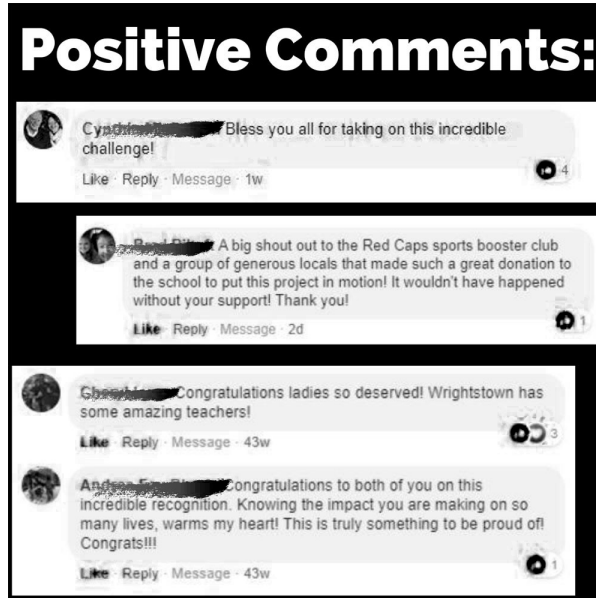 Positive Comments:
Bless you all for taking on this incredible
challenge!
Like · Reply · Message · 1w
4
A big shout out to the Red Caps sports booster club
and a group of generous locals that made such a great donation to
the school to put this project in motion! It wouldn't have happened
without your support! Thank you!
1
Like · Reply · Message · 2d
Congratulations ladies so deserved! Wrightstown has
some amazing teachers!
3
Like · Reply · Message · 43w
Congratulations to both of you on this
incredible recognition. Knowing the impact you are making on so
many lives, warms my heart! This is truly something to be proud of!
Congrats!!!
1
Like · Reply · Message · 43w